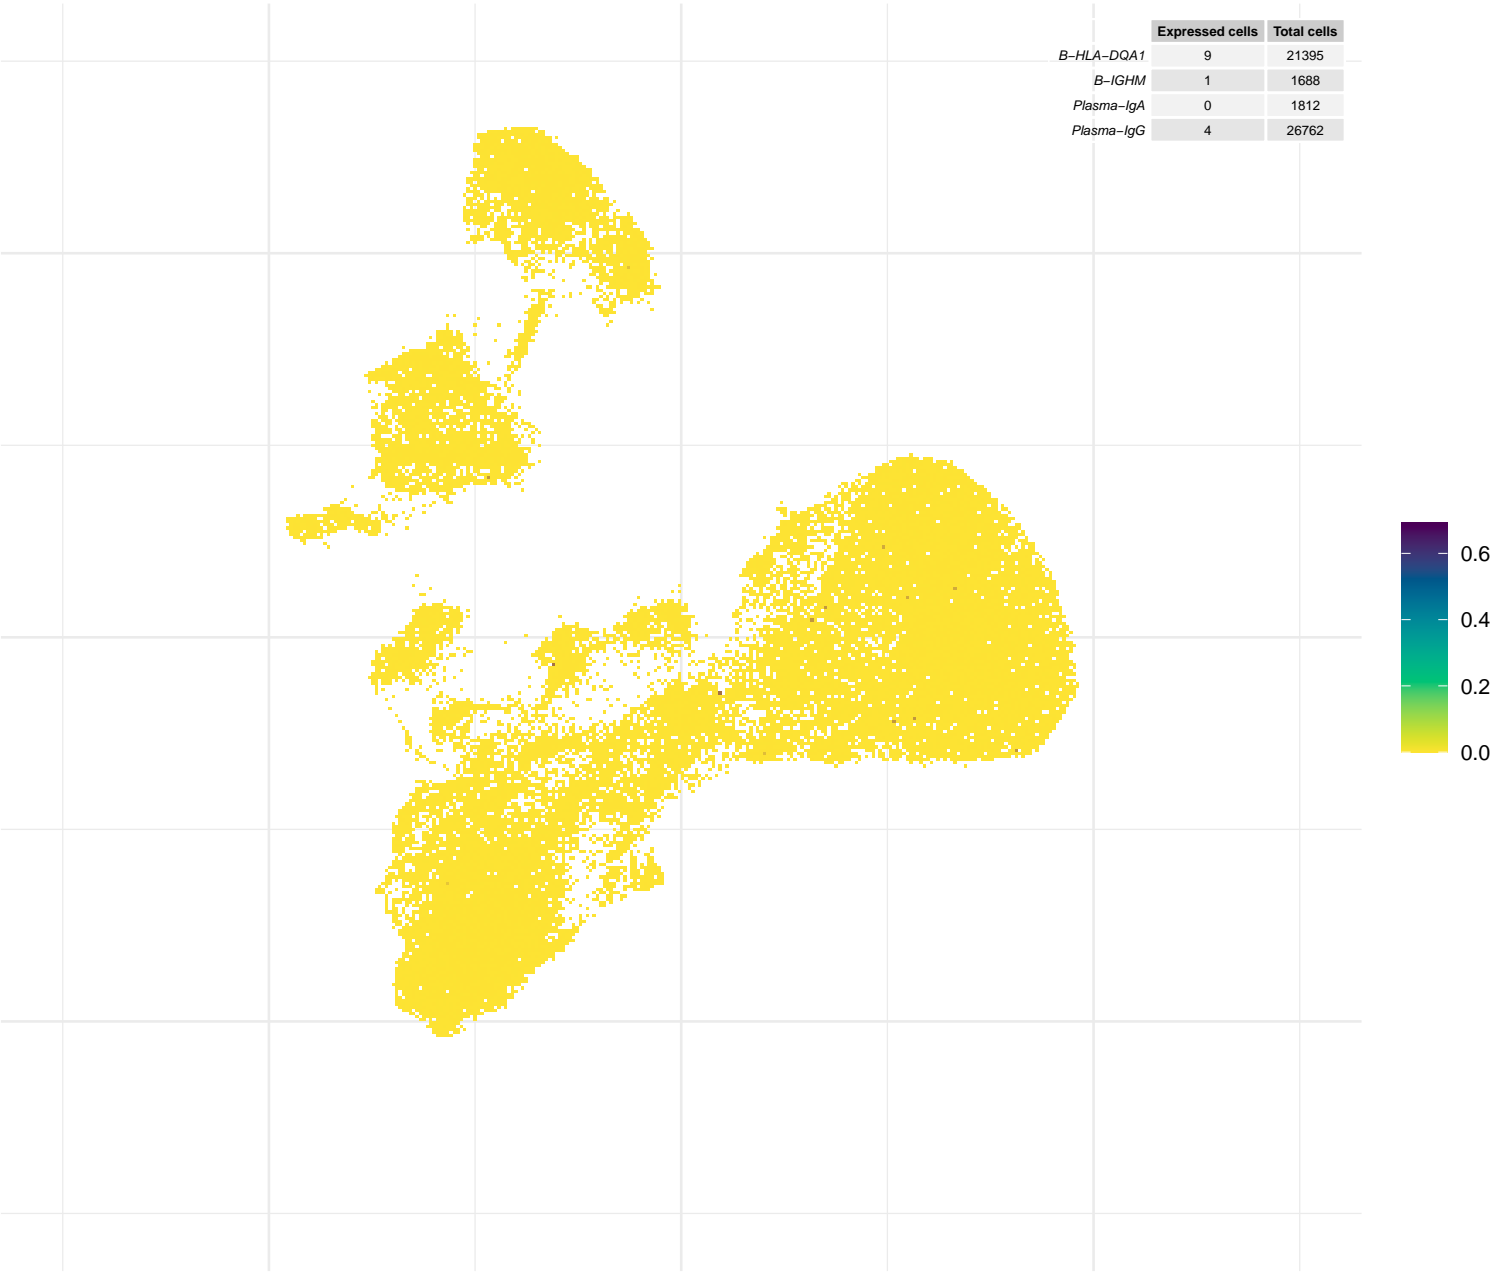 Expressed cells Total cells
B−HLA−DQA1 9 21395
B−IGHM 1 1688
Plasma−IgA 0 1812
Plasma−IgG 4 26762
0.6
0.4
0.2
0.0